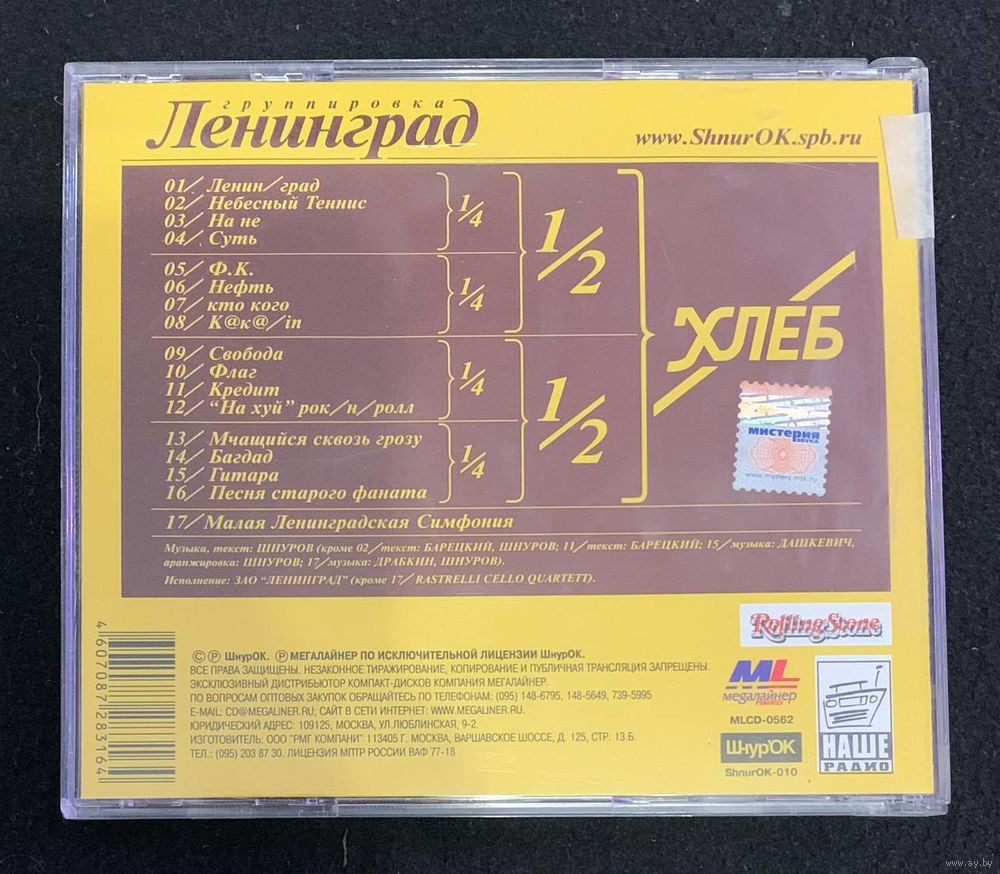 группировка
Ленинград
www.ShnurOK.spb.ru
01/ Ленин/град
02/ Небесный Теннис
03/ На не
04/ Суть
1/4
05/ Ф.К.
06/ Нефть
07/ кто кого
08/ К@к@/in
1/4
1/2
09/ Свобода
10/ Флаг
11/ Кредит
12/ "На хуй" рок/н/ролл
1/4
13/ Мчащийся сквозь грозу
14/ Багдад
15/ Гитара
16/ Песня старого фаната
1/4
1/2
ХЛЕБ
мистерия
звука
www.mystery.msk.ru
17/ Малая Ленинградская Симфония
Музыка, текст: ШНУРОВ (кроме 02/текст: БАРЕЦКИЙ, ШНУРОВ; 11/текст: БАРЕЦКИЙ; 15/музыка: ДАШКЕВИЧ,
аранжировка: ШНУРОВ; 17/музыка: ДРАБКИН, ШНУРОВ).
Исполнение: ЗАО "ЛЕНИНГРАД" (кроме 17/ RASTRELLI CELLO QUARTETT).
4607087283164
Ⓒ Ⓟ ШнурОК. Ⓟ МЕГАЛАЙНЕР ПО ИСКЛЮЧИТЕЛЬНОЙ ЛИЦЕНЗИИ ШнурОК.
ВСЕ ПРАВА ЗАЩИЩЕНЫ. НЕЗАКОННОЕ ТИРАЖИРОВАНИЕ, КОПИРОВАНИЕ И ПУБЛИЧНАЯ ТРАНСЛЯЦИЯ ЗАПРЕЩЕНЫ.
ЭКСКЛЮЗИВНЫЙ ДИСТРИБЬЮТОР КОМПАКТ-ДИСКОВ КОМПАНИЯ МЕГАЛАЙНЕР.
ПО ВОПРОСАМ ОПТОВЫХ ЗАКУПОК ОБРАЩАЙТЕСЬ ПО ТЕЛЕФОНАМ: (095) 148-6795, 148-5649, 739-5995
E-MAIL: CD@MEGALINER.RU; САЙТ В СЕТИ ИНТЕРНЕТ: WWW.MEGALINER.RU.
ЮРИДИЧЕСКИЙ АДРЕС: 109125, МОСКВА, УЛ.ЛЮБЛИНСКАЯ, 9-2.
ИЗГОТОВИТЕЛЬ: ООО "РМГ КОМПАНИ" 113405 Г. МОСКВА, ВАРШАВСКОЕ ШОССЕ, Д. 125, СТР. 13 Б.
ТЕЛ.: (095) 203 87 30. ЛИЦЕНЗИЯ МПТР РОССИИ ВАФ 77-18
Rolling Stone
ML
мегалайнер
MLCD-0562
ШнурОК
ShnurOK-010
НАШЕ
РАДИО
www.ay.by